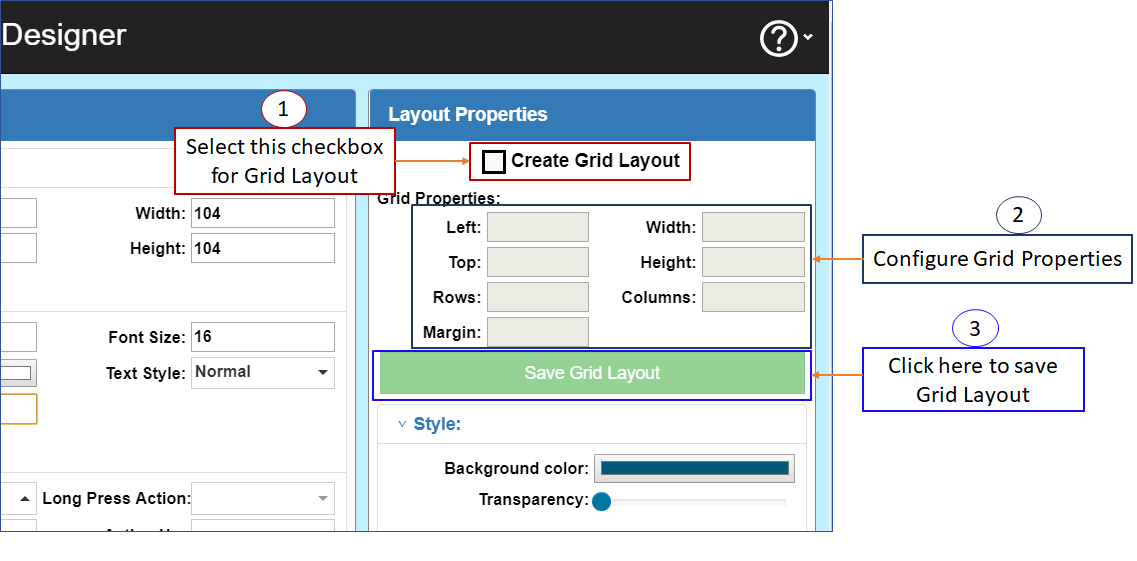 Designer
1
Layout Properties
Select this checkbox
for Grid Layout
Create Grid Layout
Grid Properties:
Width: 104
Height: 104
Left:
Width:
Top:
Height:
Rows:
Columns:
Margin:
2
Configure Grid Properties
3
Click here to save
Grid Layout
Save Grid Layout
Font Size: 16
Text Style: Normal
Style:
Background color:
Transparency:
Long Press Action: